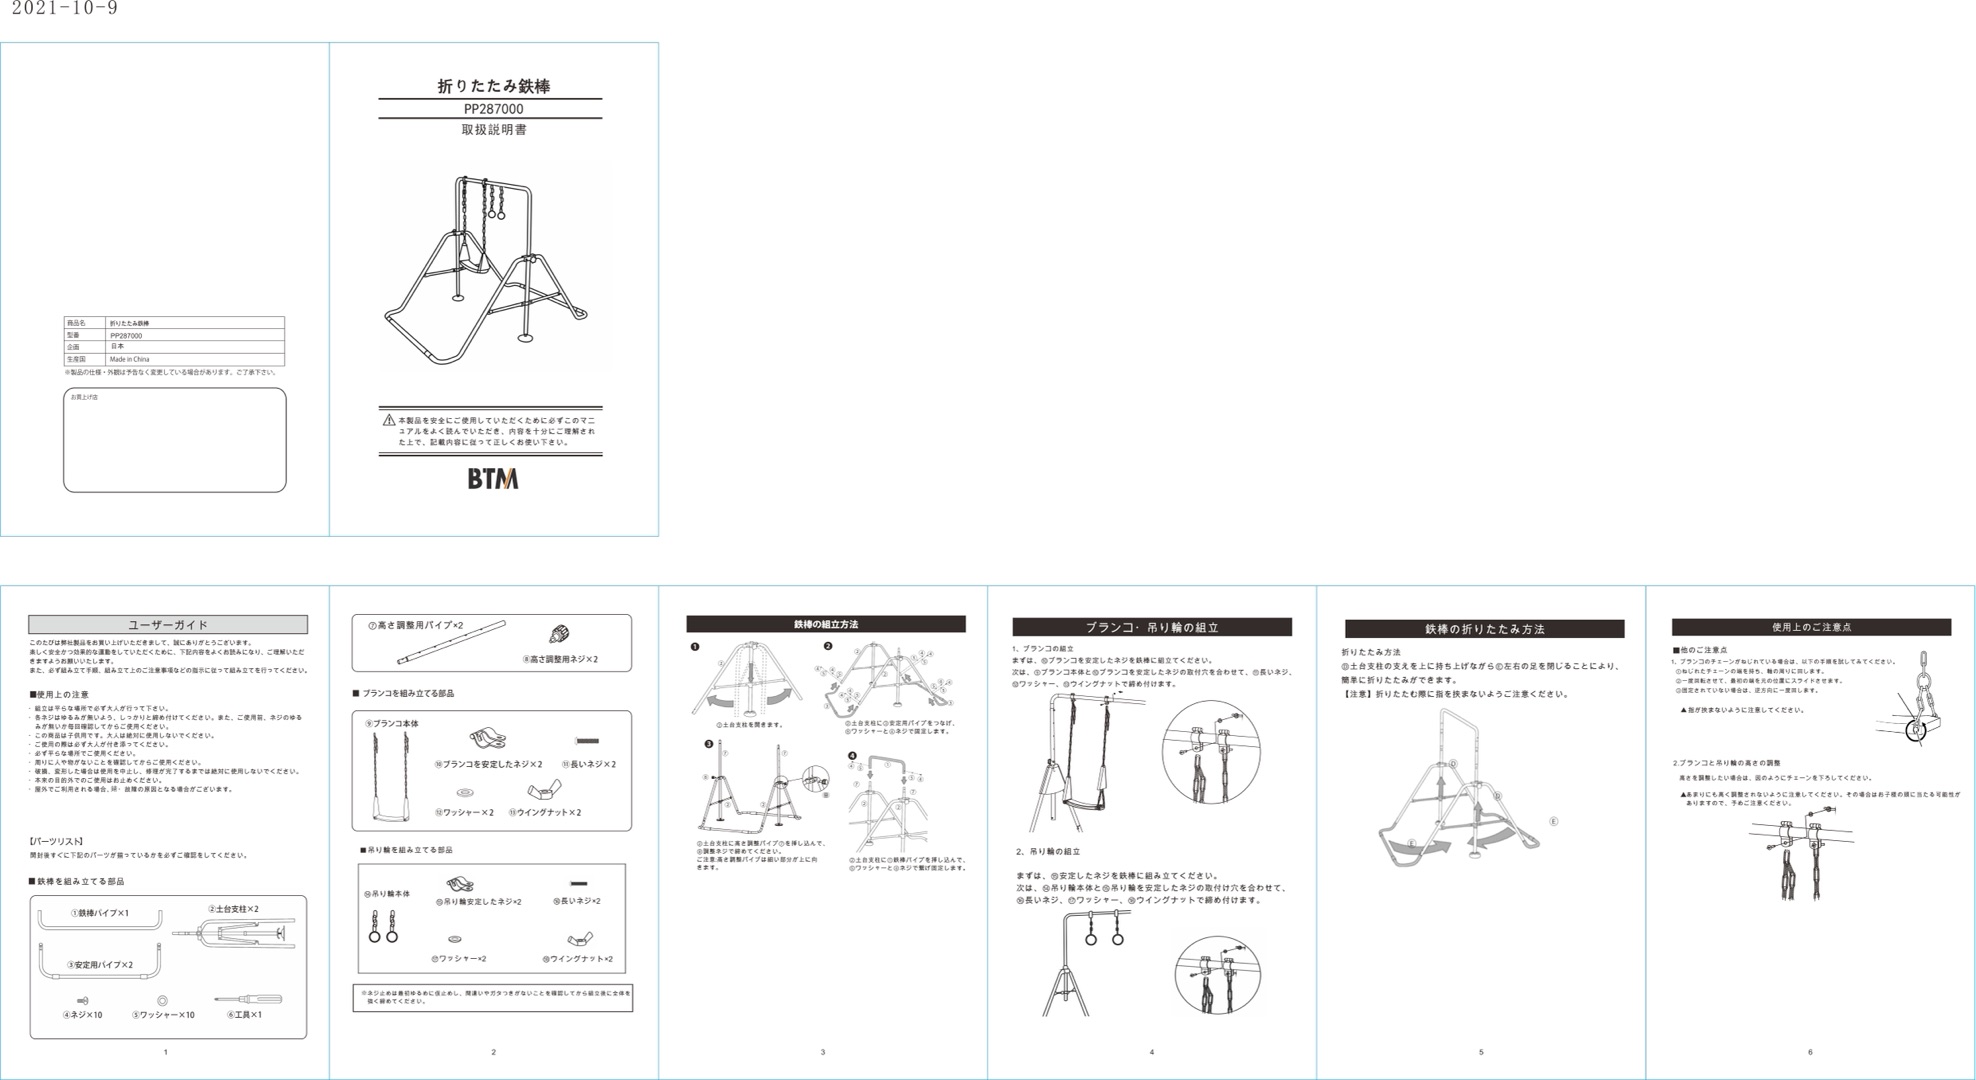 2021-10-9
商品名 折りたたみ鉄棒
型番 PP287000
企画 日本
生産国 Made in China
※製品の仕様・外観は予告なく変更している場合があります。ご了承下さい。
お買上げ店
折りたたみ鉄棒
PP287000
取扱説明書
本製品を安全にご使用していただくために必ずこのマニ
ュアルをよく読んでいただき、内容を十分にご理解され
た上で、記載内容に従って正しくお使い下さい。
BTM
ユーザーガイド
このたびは弊社製品をお買い上げいただきまして、誠にありがとうございます。
楽しく安全かつ効果的な運動をしていただくために、下記内容をよくお読みになり、ご理解いただ
きますようお願いいたします。
また、必ず組み立て手順、組み立て上のご注意事項などの指示に従って組み立てを行ってください。
■使用上の注意
・ 組立は平らな場所で必ず大人が行って下さい。
・ 各ネジはゆるみが無いよう、しっかりと締め付けてください。また、ご使用前、ネジのゆる
みが無いか毎回確認してからご使用ください。
・ この商品は子供用です。大人は絶対に使用しないでください。
・ ご使用の際は必ず大人が付き添ってください。
・ 必ず平らな場所でご使用ください。
・ 周りに人や物がないことを確認してからご使用ください。
・ 破損、変形した場合は使用を中止し、修理が完了するまでは絶対に使用しないでください。
・ 本来の目的外でのご使用はお止めください。
・ 屋外でご利用される場合、錆・故障の原因となる場合がございます。
【パーツリスト】
開封後すぐに下記のパーツが揃っているかを必ずご確認をしてください。
■鉄棒を組み立てる部品
①鉄棒パイプ×1
②土台支柱×2
③安定用パイプ×2
④ネジ×10
⑤ワッシャー×10
⑥工具×1
1
⑦高さ調整用パイプ×2
⑧高さ調整用ネジ×2
■ ブランコを組み立てる部品
⑨ブランコ本体
⑩ブランコを安定したネジ×2
⑪長いネジ×2
⑫ワッシャー×2
⑬ウイングナット×2
■吊り輪を組み立てる部品
⑭吊り輪本体
⑮吊り輪安定したネジ×2
⑯長いネジ×2
⑰ワッシャー×2
⑱ウイングナット×2
※ネジ止めは最初ゆるめに仮止めし、間違いやガタつきがないことを確認してから組立後に全体を
強く締めてください。
2
鉄棒の組立方法
❶
②土台支柱を開きます。
❷
②土台支柱に③安定用パイプをつなげ、
⑤ワッシャーと④ネジで固定します。
❸
②土台支柱に高さ調整パイプ⑦を挿し込んで、
⑧調整ネジで締めてください。
ご注意:高さ調整パイプは細い部分が上に向
きます。
❹
②土台支柱に①鉄棒パイプを挿し込んで、
⑤ワッシャーと④ネジで繋げ固定します。
3
ブランコ・吊り輪の組立
1、ブランコの組立
まずは、⑩ブランコを安定したネジを鉄棒に組立てください。
次は、⑨ブランコ本体と⑩ブランコを安定したネジの取付穴を合わせて、⑪長いネジ、
⑫ワッシャー、⑬ウイングナットで締め付けます。
2、吊り輪の組立
まずは、⑮安定したネジを鉄棒に組み立てください。
次は、⑭吊り輪本体と⑮吊り輪を安定したネジの取付け穴を合わせて、
⑯長いネジ、⑰ワッシャー、⑱ウイングナットで締め付けます。
4
鉄棒の折りたたみ方法
折りたたみ方法
Ⓓ土台支柱の支えを上に持ち上げながらⒺ左右の足を閉じることにより、
簡単に折りたたみができます。
【注意】折りたたむ際に指を挟まないようご注意ください。
Ⓓ
Ⓔ
Ⓔ
5
使用上のご注意点
■他のご注意点
1、ブランコのチェーンがねじれている場合は、以下の手順を試してみてください。
①ねじれたチェーンの端を持ち、輪の周りに回します。
②一度回転させて、最初の端を元の位置にスライドさせます。
③固定されていない場合は、逆方向に一度回します。
▲指が挟まないように注意してください。
2.ブランコと吊り輪の高さの調整
高さを調整したい場合は、図のようにチェーンを下ろしてください。
▲あまりにも高く調整されないように注意してください。その場合はお子様の頭に当たる可能性が
ありますので、予めご注意ください。
6